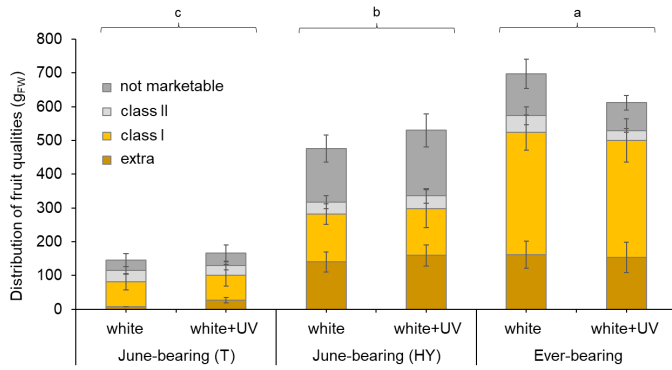 c b a
Distribution of fruit qualities (gFW)
800
700
600
500
400
300
200
100
0
not marketable
class II
class I
extra
white white+UV white white+UV white white+UV
June-bearing (T) June-bearing (HY) Ever-bearing